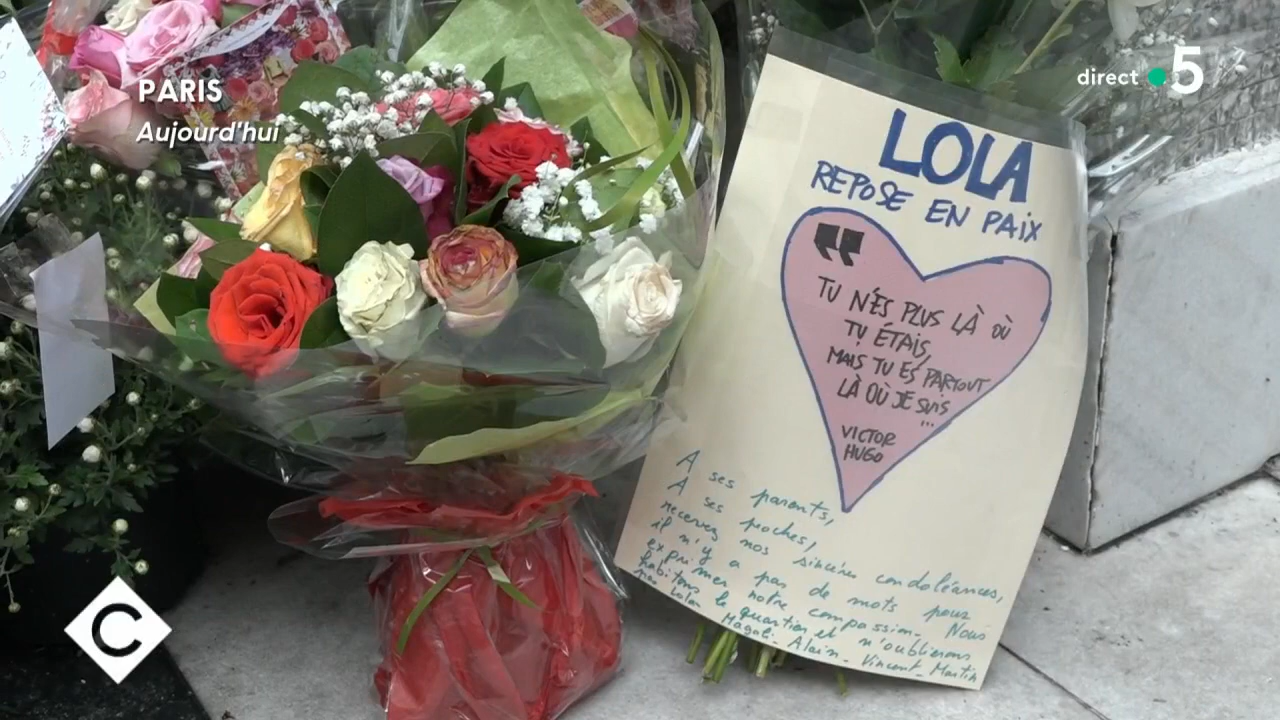 PARIS
Aujourd'hui
direct 5
LOLA
REPOSE EN PAIX
"
TU N'ES PLUS LÀ OÙ
TU ÉTAIS,
MAIS TU ES PARTOUT
LÀ OÙ JE SUIS
...
VICTOR
HUGO
A ses parents,
A ses proches,
recevez nos sincères condoléances,
il n'y a pas de mots pour
exprimer notre compassion. Nous
habitons le quartier et n'oublierons
pas Lola. Magali - Alain - Vincent - Martin
C